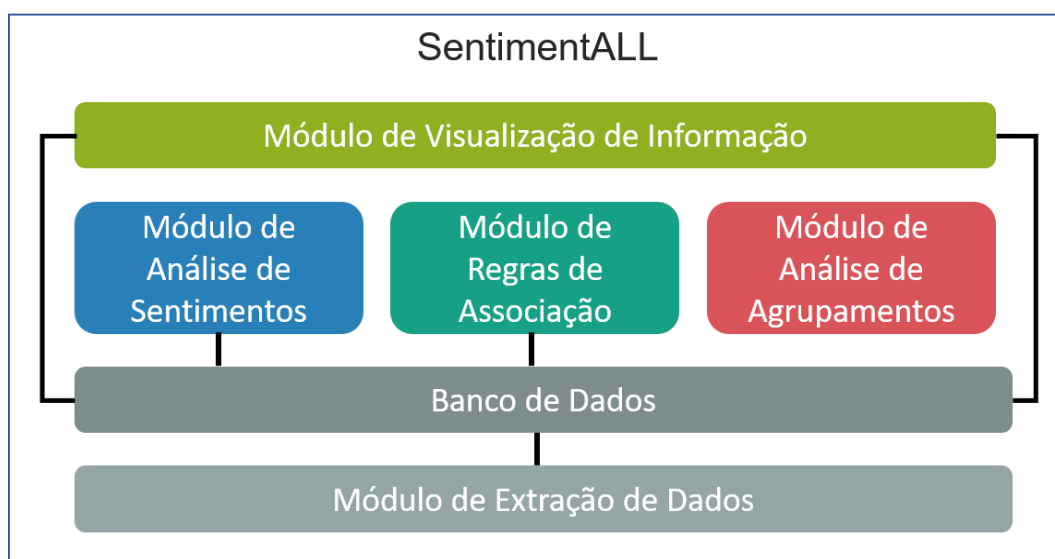 SentimentALL
Módulo de Visualização de Informação
Módulo de
Análise de
Sentimentos
Módulo de
Regras de
Associação
Módulo de
Análise de
Agrupamentos
Banco de Dados
Módulo de Extração de Dados